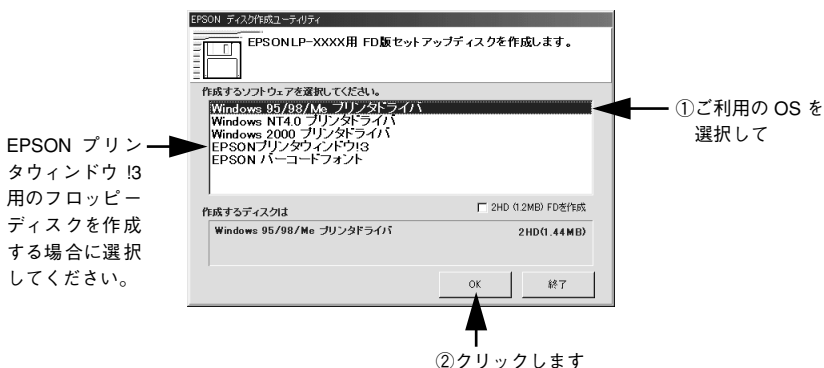 EPSON ディスク作成ユーティリティ
EPSONLP-XXXX用 FD版セットアップディスクを作成します。
作成するソフトウェアを選択してください。
Windows 95/98/Me プリンタドライバ
Windows NT4.0 プリンタドライバ
Windows 2000 プリンタドライバ
EPSONプリンタウィンドウ!3
EPSON バーコードフォント
①ご利用の OS を
選択して
EPSON プリン
タウィンドウ !3
用のフロッピー
ディスクを作成
する場合に選択
してください。
作成するディスクは
2HD (1.2MB) FDを作成
Windows 95/98/Me プリンタドライバ
2HD(1.44MB)
OK
終了
②クリックします